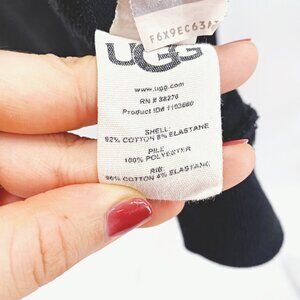 F6X9EC63A
UGG
www.ugg.com
RN # 38276
Product ID# 1103660
SHELL:
92% COTTON 8% ELASTANE
PILE:
100% POLYESTER
RIB:
96% COTTON 4% ELASTANE